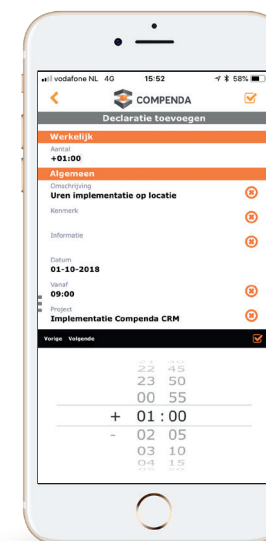 vodafone NL 4G 15:52 58%
COMPENDA
Declaratie toevoegen
Werkelijk
Aantal
+01:00
Algemeen
Omschrijving
Uren implementatie op locatie
Kenmerk
Informatie
Datum
01-10-2018
Vanaf
09:00
Project
Implementatie Compenda CRM
Vorige Volgende
22 45
23 50
00 55
+ 01 : 00
- 02 05
03 10
04 15